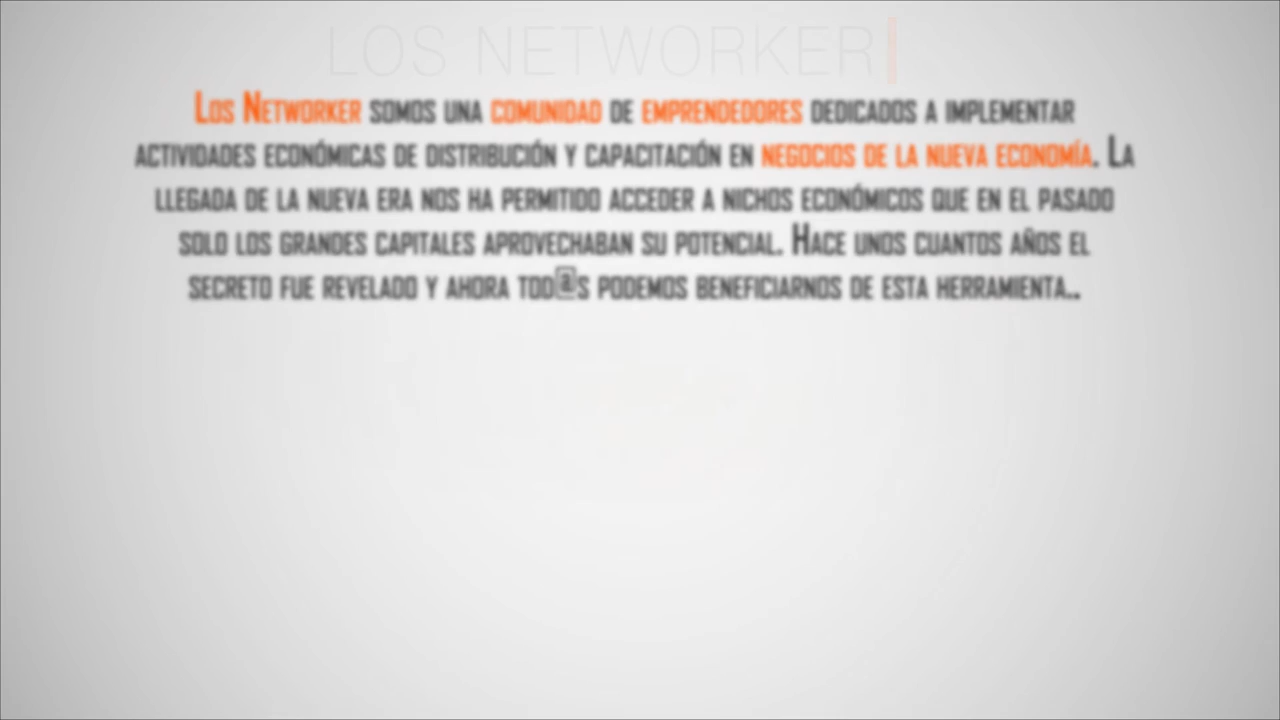 LOS NETWORKER
Los Networker somos una comunidad de emprendedores dedicados a implementar
actividades económicas de distribución y capacitación en negocios de la nueva economía. La
llegada de la nueva era nos ha permitido acceder a nichos económicos que en el pasado
solo los grandes capitales aprovechaban su potencial. Hace unos cuantos años el
secreto fue revelado y ahora tod@s podemos beneficiarnos de esta herramienta..